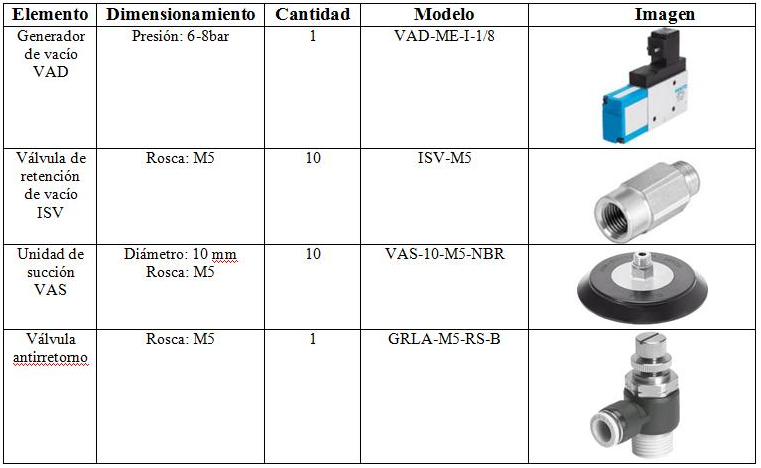 Elemento Dimensionamiento Cantidad Modelo Imagen
Generador de vacío VAD Presión: 6-8bar 1 VAD-ME-I-1/8
Válvula de retención de vacío ISV Rosca: M5 10 ISV-M5
Unidad de succión VAS Diámetro: 10 mm Rosca: M5 10 VAS-10-M5-NBR
Válvula antirretorno Rosca: M5 1 GRLA-M5-RS-B